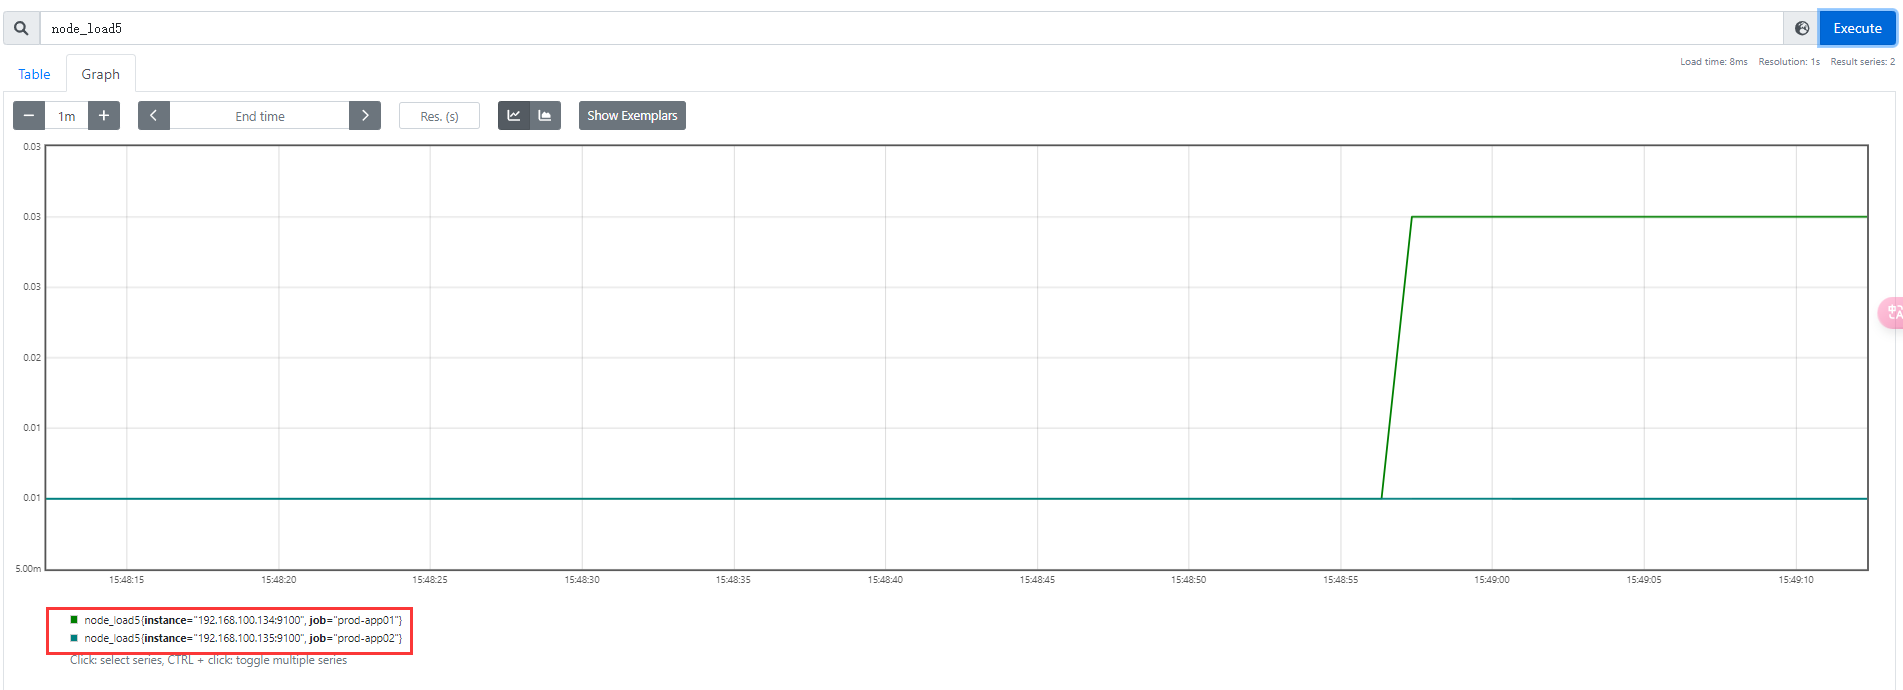 node_load5
Execute
Table
Graph
Load time: 8ms Resolution: 1s Result series: 2
1m
End time
Res. (s)
Show Exemplars
0.03
0.03
0.03
0.02
0.01
0.01
5.00m
15:48:15 15:48:20 15:48:25 15:48:30 15:48:35 15:48:40 15:48:45 15:48:50 15:48:55 15:49:00 15:49:05 15:49:10
node_load5{instance="192.168.100.134:9100", job="prod-app01"}
node_load5{instance="192.168.100.135:9100", job="prod-app02"}
Click: select series, CTRL + click: toggle multiple series